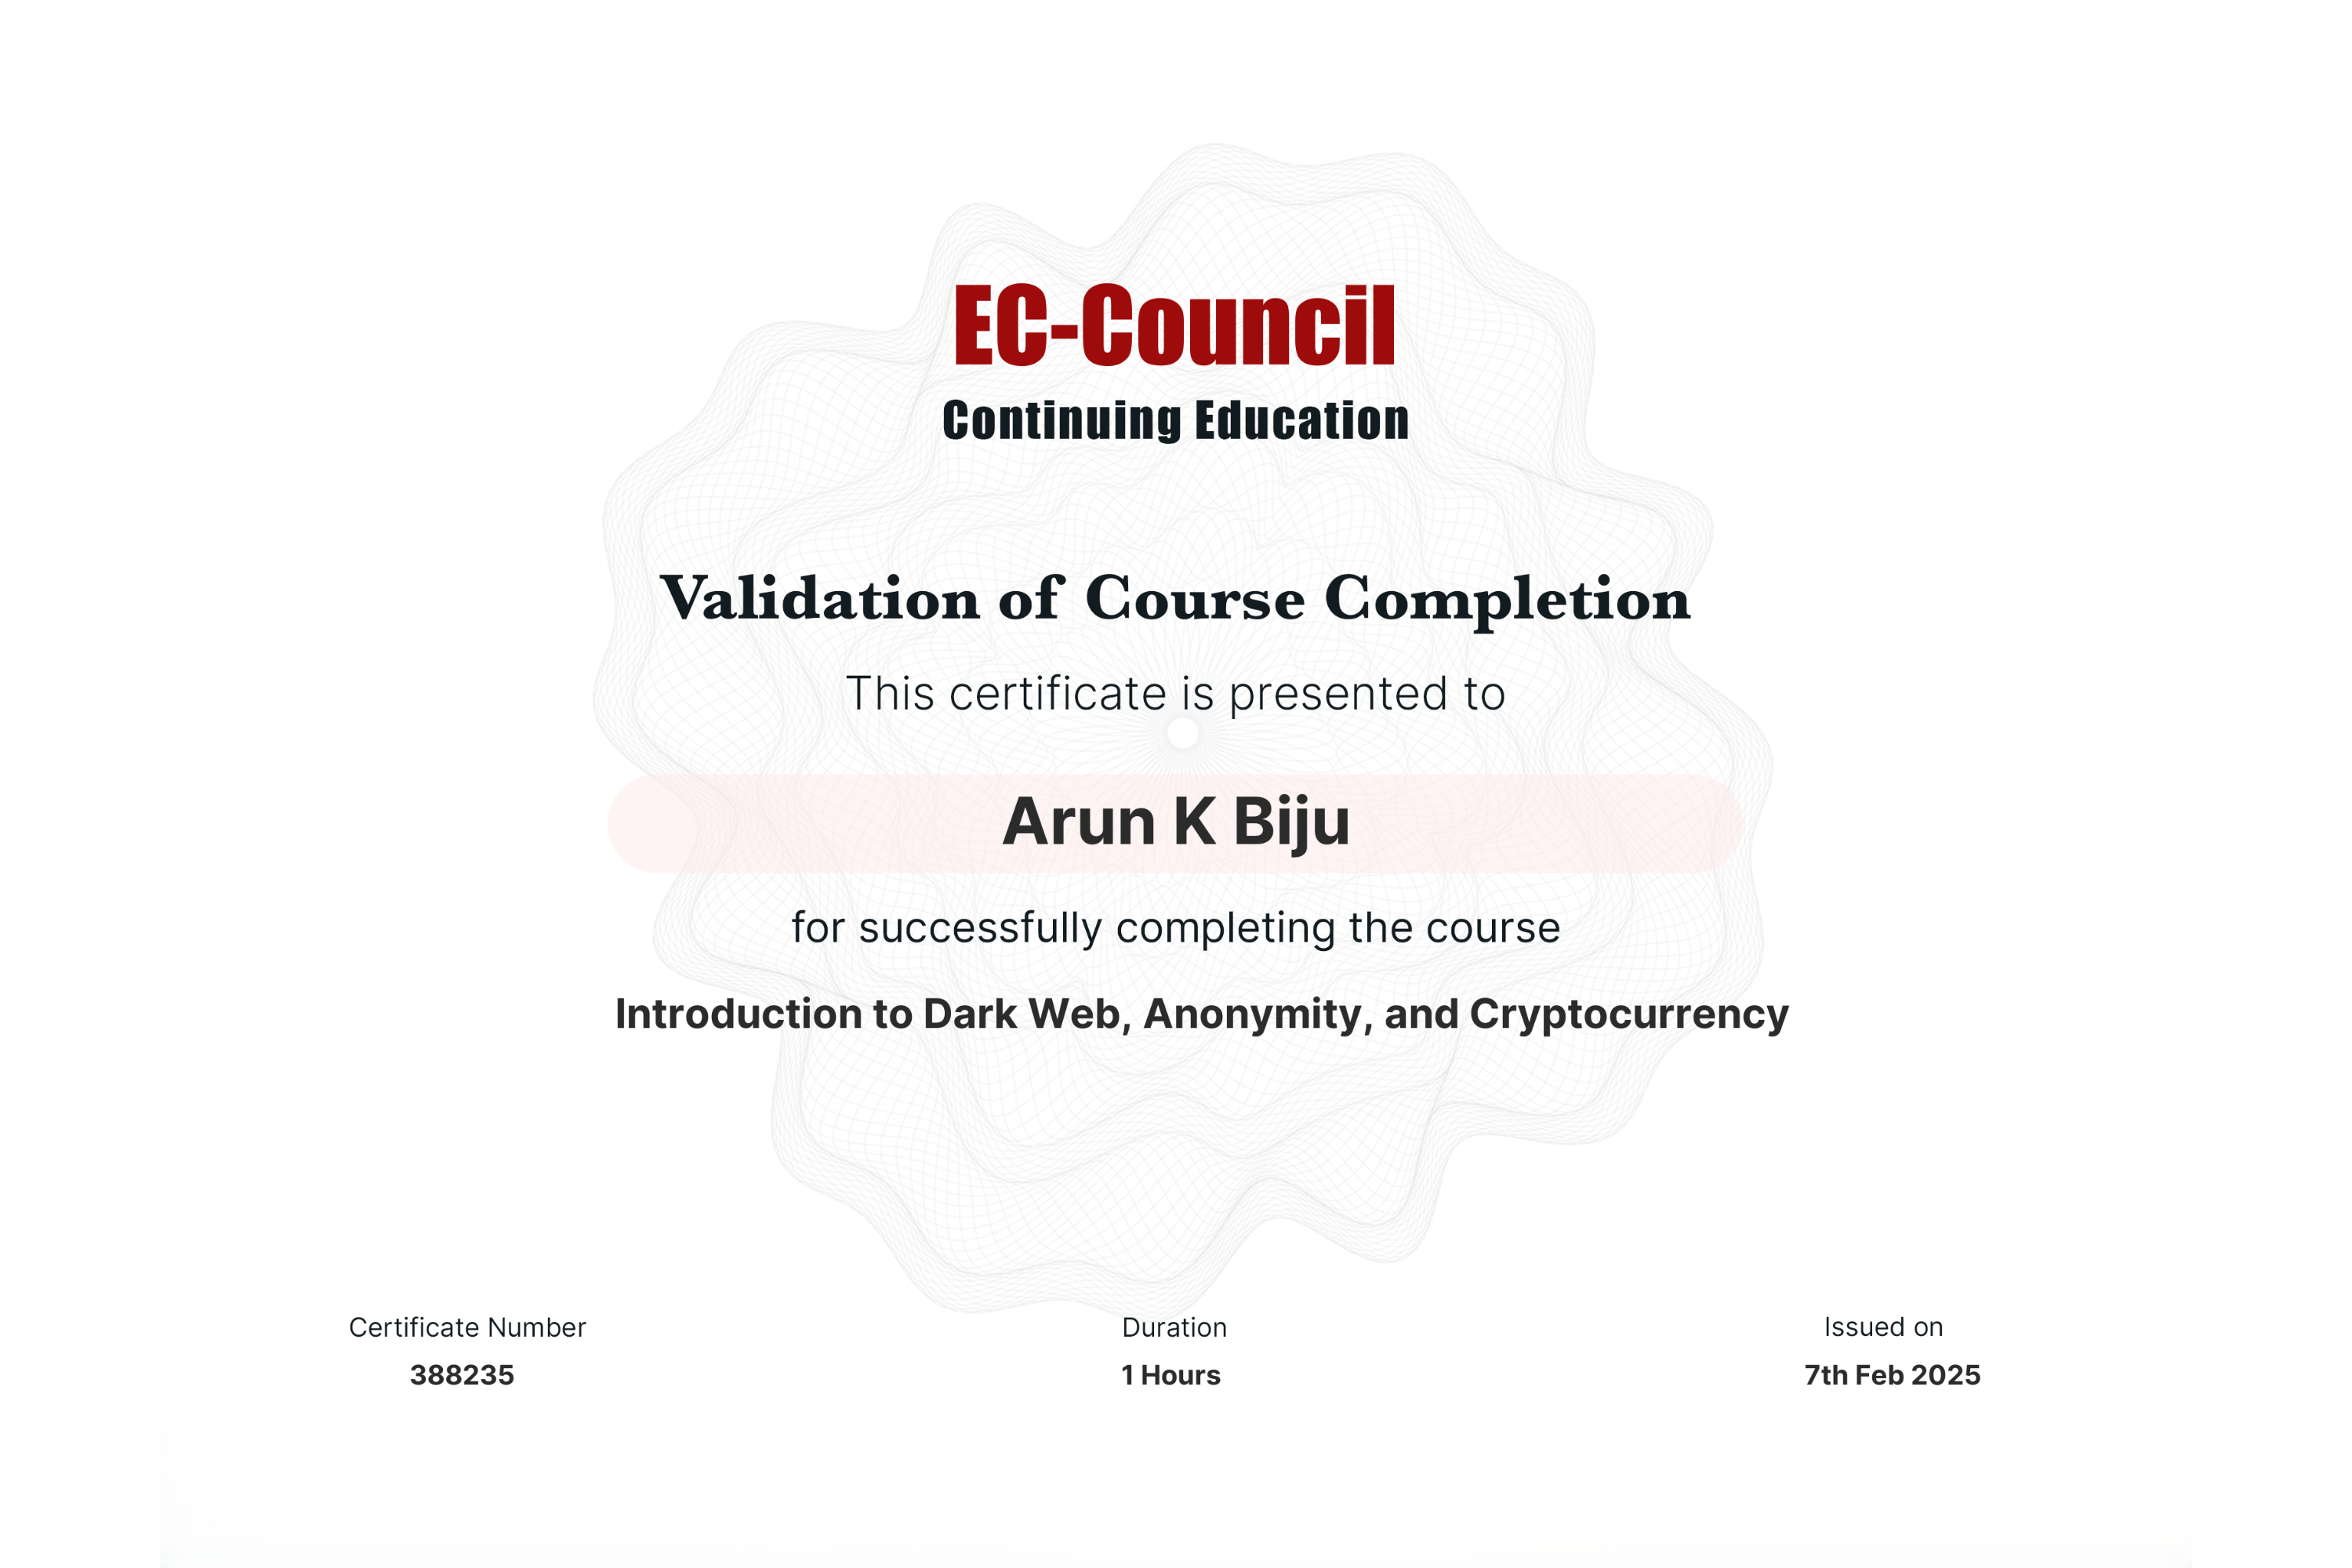 EC-Council
Continuing Education
Validation of Course Completion
This certificate is presented to
Arun K Biju
for successfully completing the course
Introduction to Dark Web, Anonymity, and Cryptocurrency
Certificate Number
388235
Duration
1 Hours
Issued on
7th Feb 2025